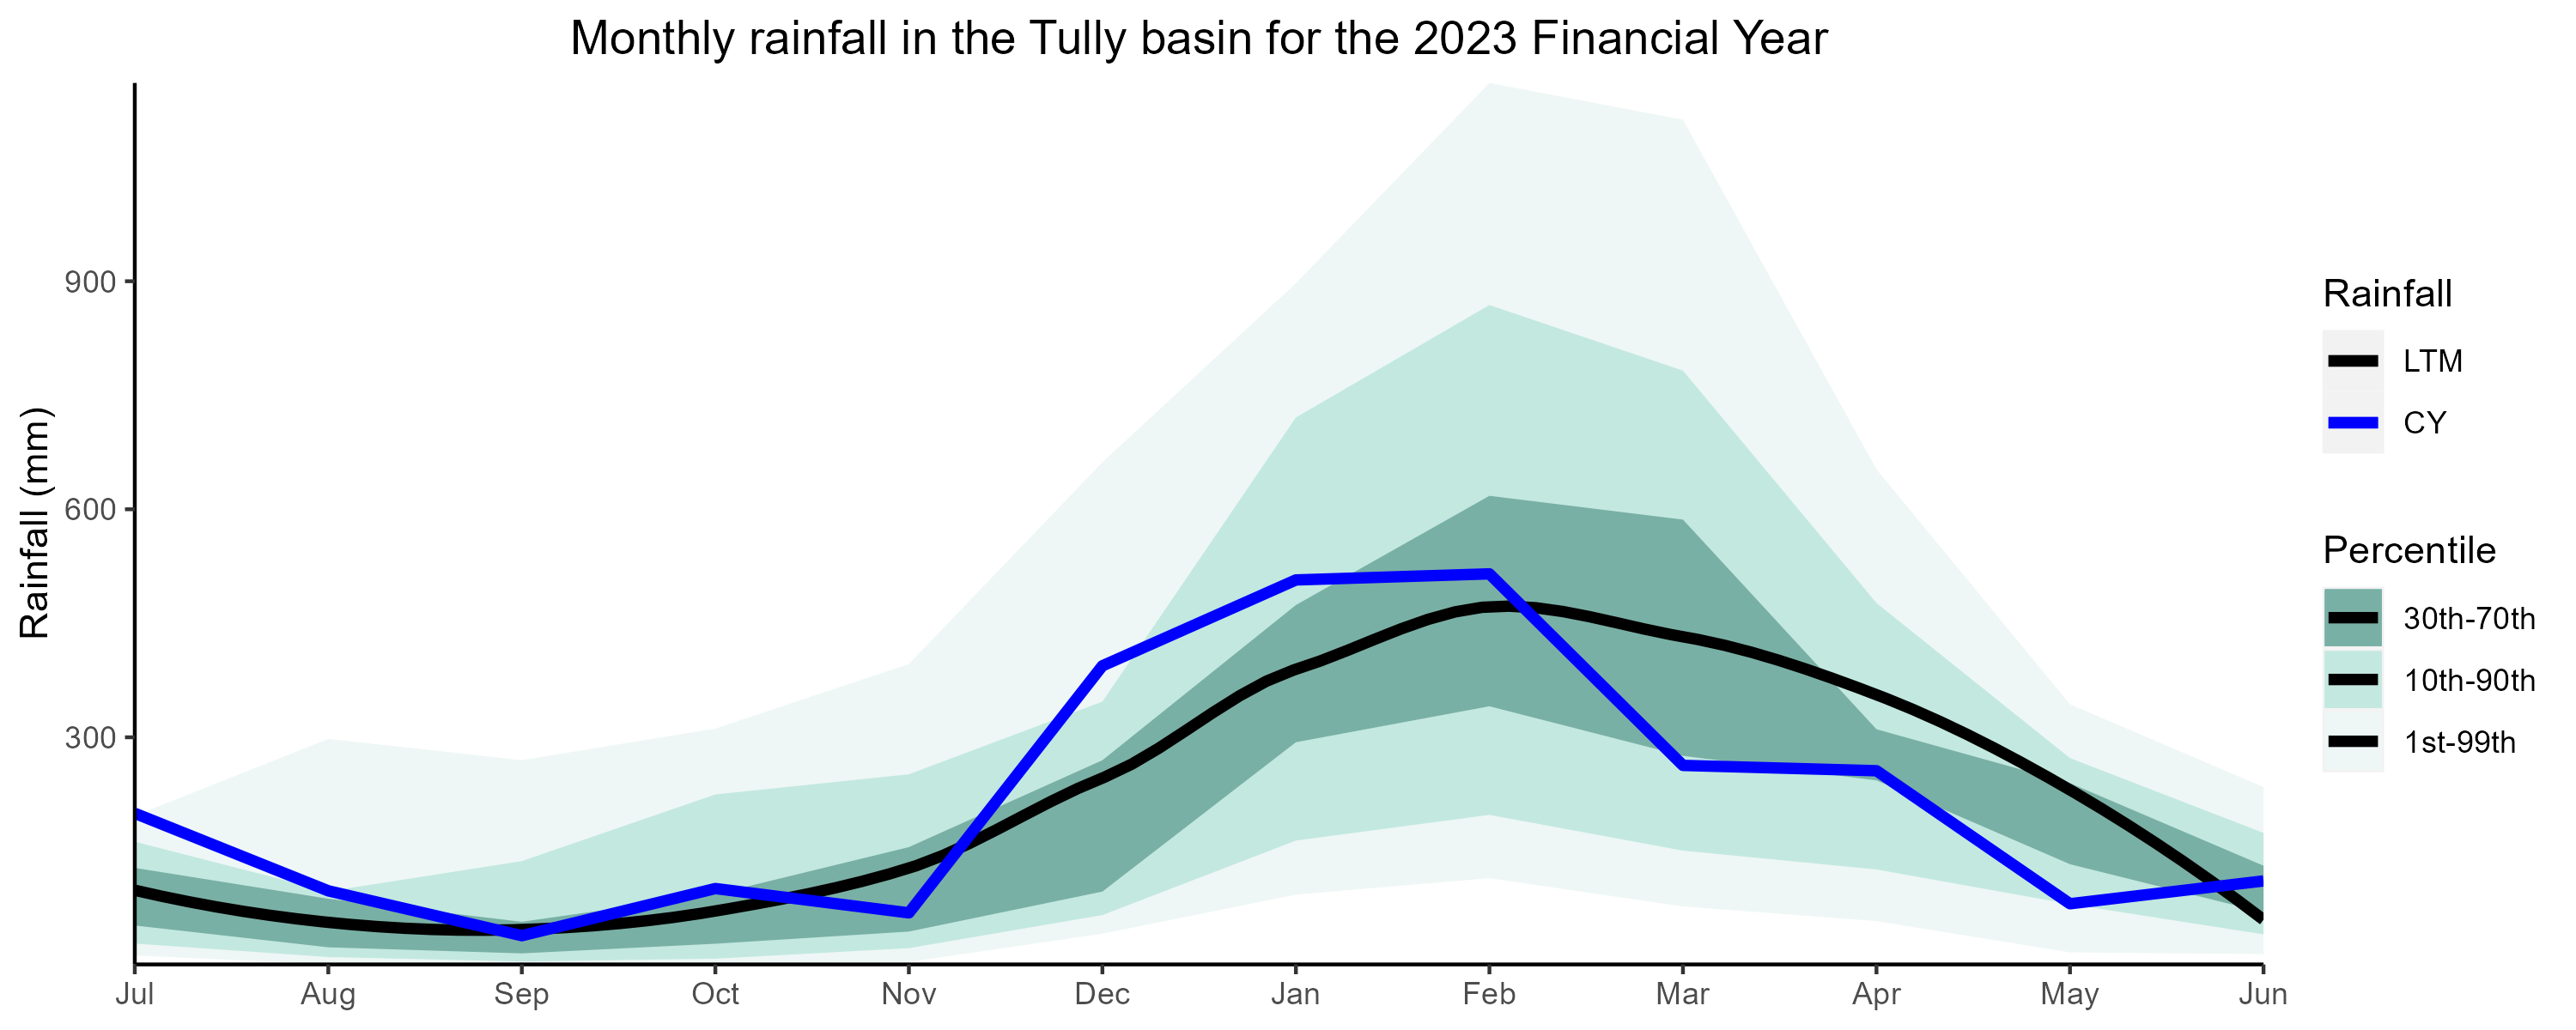 Monthly rainfall in the Tully basin for the 2023 Financial Year
Rainfall (mm)
900
600
300
Jul Aug Sep Oct Nov Dec Jan Feb Mar Apr May Jun
Rainfall
LTM
CY
Percentile
30th-70th
10th-90th
1st-99th